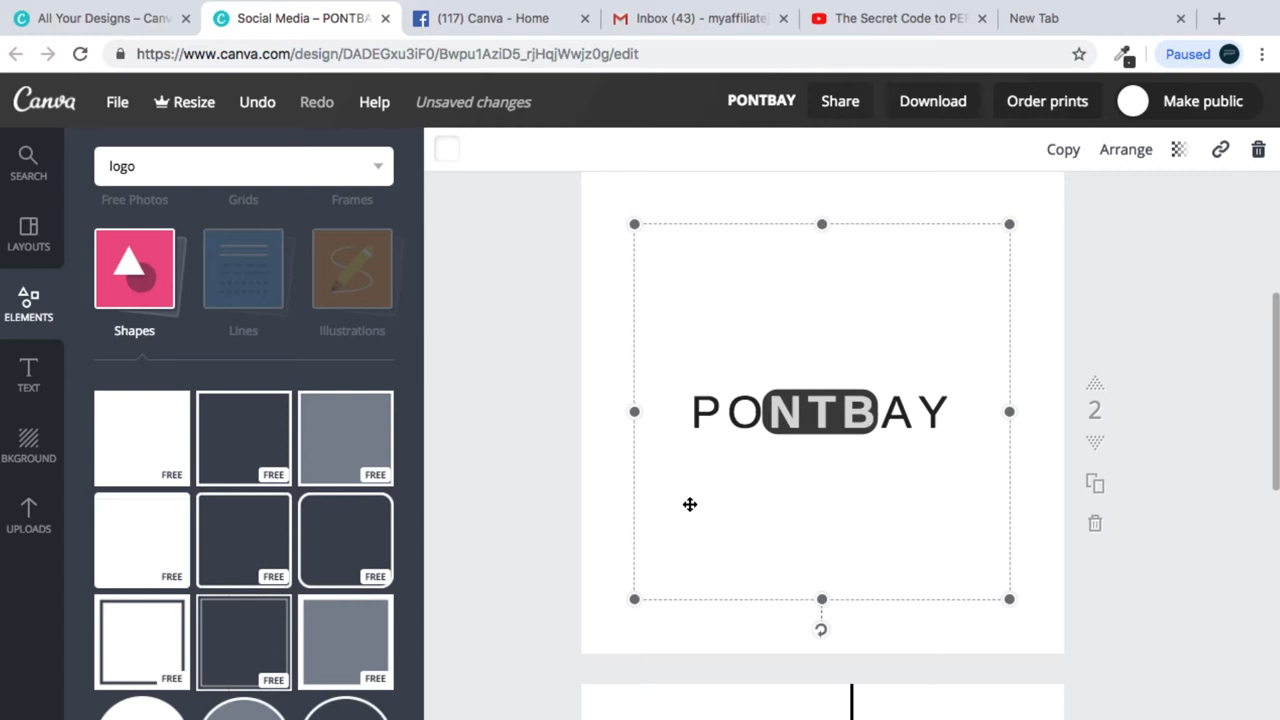 All Your Designs – Canv
Social Media – PONTBA
(117) Canva - Home
Inbox (43) - myaffiliate
The Secret Code to PE
New Tab
https://www.canva.com/design/DADEGxu3iF0/Bwpu1AziD5_rjHqjWwjz0g/edit
Paused
Canva
File
Resize
Undo
Redo
Help
Unsaved changes
PONTBAY
Share
Download
Order prints
Make public
SEARCH
LAYOUTS
ELEMENTS
TEXT
BKGROUND
UPLOADS
logo
Free Photos
Grids
Frames
Shapes
Lines
Illustrations
FREE
FREE
FREE
FREE
FREE
FREE
FREE
FREE
FREE
Copy
Arrange
PONTBAY
2